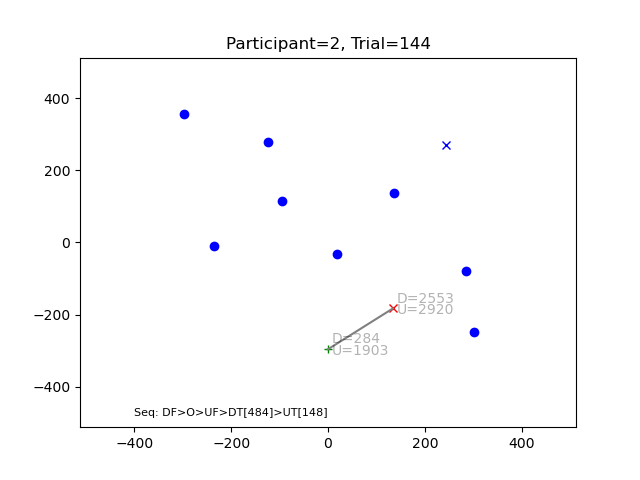 Participant=2, Trial=144
400
200
0
−200
−400
D=2553
U=2920
D=284
U=1903
Seq: DF>O>UF>DT[484]>UT[148]
−400 −200 0 200 400